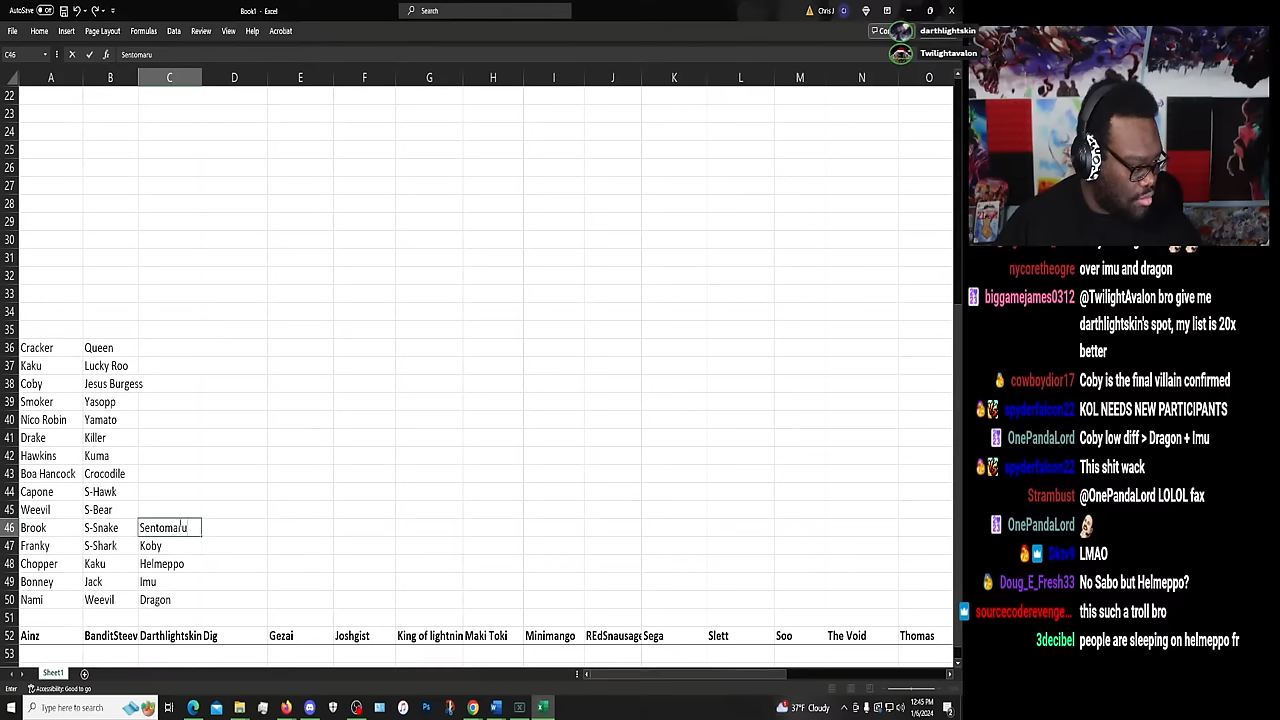 AutoSave Off Book1 - Excel Search Chris J CJ
File Home Insert Page Layout Formulas Data Review View Help Acrobat
darthlightskin
Twilightavalon
C46 Sentomaru
A B C D E F G H I J K L M N O
22
23
24
25
26
27
28
29
30
31
32
33
34
35
36 Cracker Queen
37 Kaku Lucky Roo
38 Coby Jesus Burgess
39 Smoker Yasopp
40 Nico Robin Yamato
41 Drake Killer
42 Hawkins Kuma
43 Boa Hancock Crocodile
44 Capone S-Hawk
45 Weevil S-Bear
46 Brook S-Snake Sentomaru
47 Franky S-Shark Koby
48 Chopper Kaku Helmeppo
49 Bonney Jack Imu
50 Nami Weevil Dragon
51
52 Ainz BanditSteev Darthlightskin Dig Gezai Joshgist King of lightnin Maki Toki Minimango REdSnausage Sega Slett Soo The Void Thomas
53
Sheet1
Enter Accessibility: Good to go
Type here to search
37°F Cloudy
12:45 PM
1/6/2024
nycoretheogre over imu and dragon
biggamejames0312 @TwilightAvalon bro give me
darthlightskin's spot, my list is 20x
better
cowboydior17 Coby is the final villain confirmed
spyderfalcon22 KOL NEEDS NEW PARTICIPANTS
OnePandaLord Coby low diff > Dragon + Imu
spyderfalcon22 This shit wack
Strambust @OnePandaLord LOLOL fax
OnePandaLord
LMAO
Doug_E_Fresh33 No Sabo but Helmeppo?
sourcecoderevenge... this such a troll bro
3decibel people are sleeping on helmeppo fr